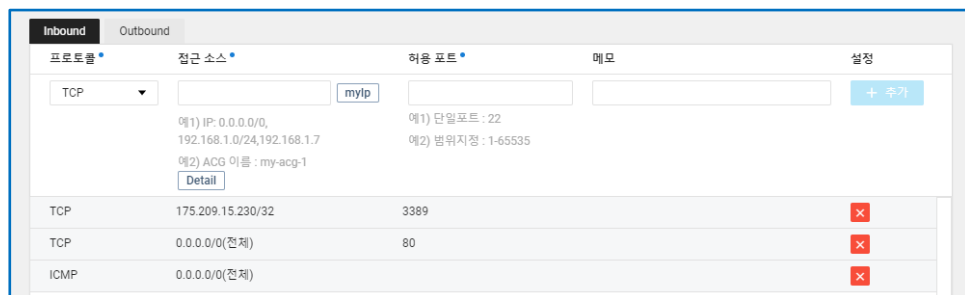 Inbound Outbound
프로토콜 접근 소스 허용 포트 메모 설정
TCP myIp + 추가
예1) IP: 0.0.0.0/0, 예1) 단일포트 : 22
192.168.1.0/24,192.168.1.7 예2) 범위지정 : 1-65535
예2) ACG 이름 : my-acg-1
Detail
TCP 175.209.15.230/32 3389
TCP 0.0.0.0/0(전체) 80
ICMP 0.0.0.0/0(전체)